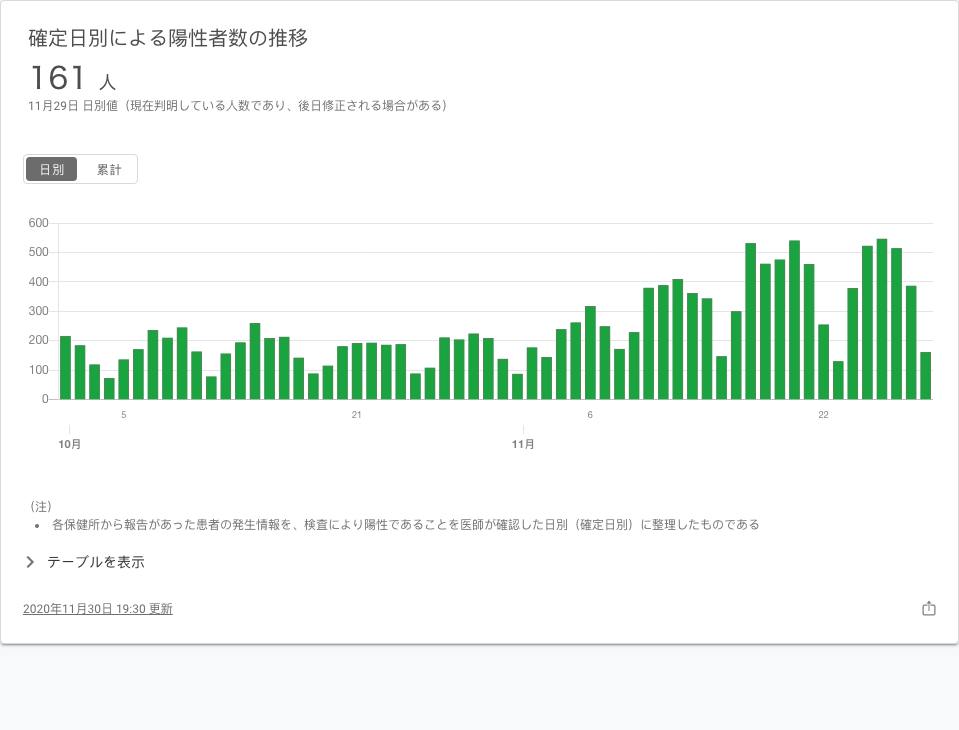 確定日別による陽性者数の推移
161 人
11月29日 日別値（現在判明している人数であり、後日修正される場合がある）
日別 累計
600
500
400
300
200
100
0
5 21 6 22
10月 11月
（注）
• 各保健所から報告があった患者の発生情報を、検査により陽性であることを医師が確認した日別（確定日別）に整理したものである
テーブルを表示
2020年11月30日 19:30 更新